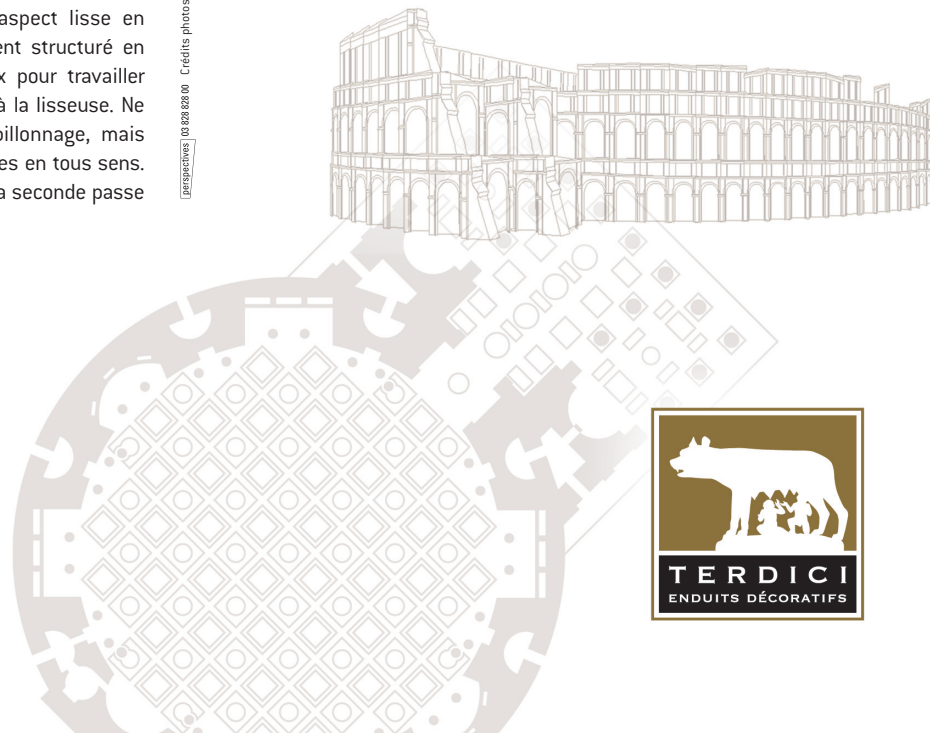 aspect lisse en
ent structuré en
x pour travailler
à la lisseuse. Ne
oillonnage, mais
es en tous sens.
a seconde passe
perspectives 03 828 828 00 Crédits photos
TERDICI
ENDUITS DÉCORATIFS